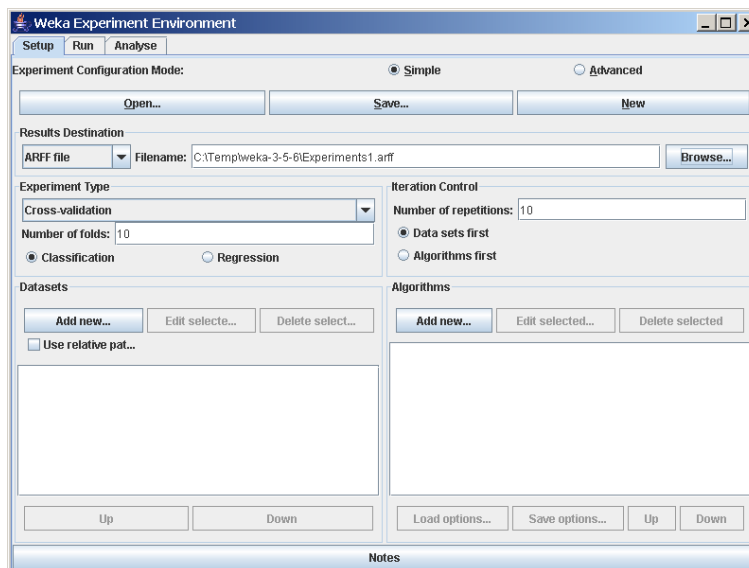 Weka Experiment Environment
Setup Run Analyse
Experiment Configuration Mode: Simple Advanced
Open... Save... New
Results Destination
ARFF file Filename: C:\Temp\weka-3-5-6\Experiments1.arff Browse...
Experiment Type
Cross-validation
Number of folds: 10
Classification Regression
Iteration Control
Number of repetitions: 10
Data sets first
Algorithms first
Datasets
Add new... Edit selecte... Delete select...
Use relative pat...
Up Down
Algorithms
Add new... Edit selected... Delete selected
Load options... Save options... Up Down
Notes